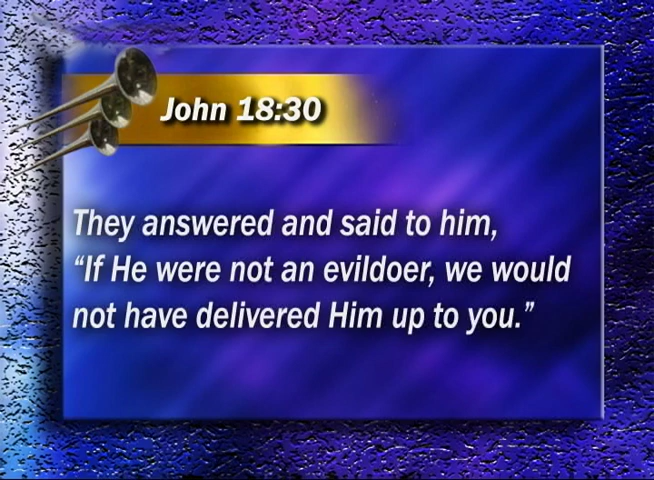 John 18:30
They answered and said to him,
“If He were not an evildoer, we would
not have delivered Him up to you.”